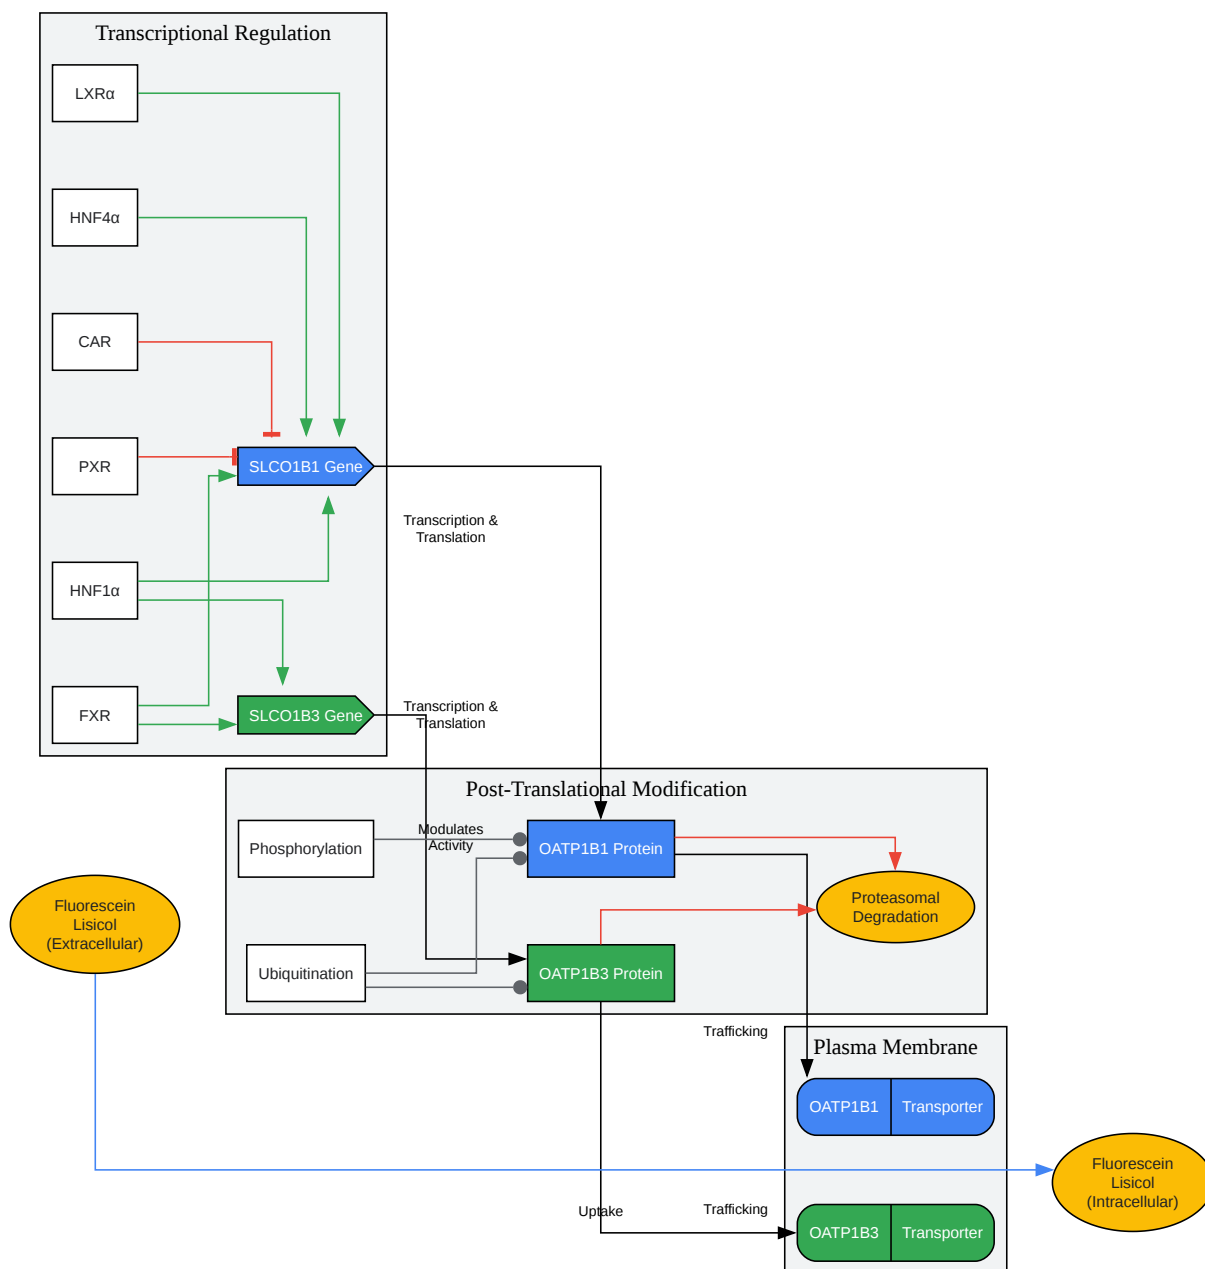 Transcriptional Regulation
LXRα
HNF4α
CAR
PXR
SLCO1B1 Gene
Transcription &
Translation
HNF1α
FXR
SLCO1B3 Gene
Transcription &
Translation
Post-Translational Modification
Phosphorylation
Modulates
Activity
OATP1B1 Protein
Proteasomal
Degradation
Fluorescein
Lisicol
(Extracellular)
Ubiquitination
OATP1B3 Protein
Trafficking
Plasma Membrane
OATP1B1
Transporter
Fluorescein
Lisicol
(Intracellular)
Uptake
Trafficking
OATP1B3
Transporter